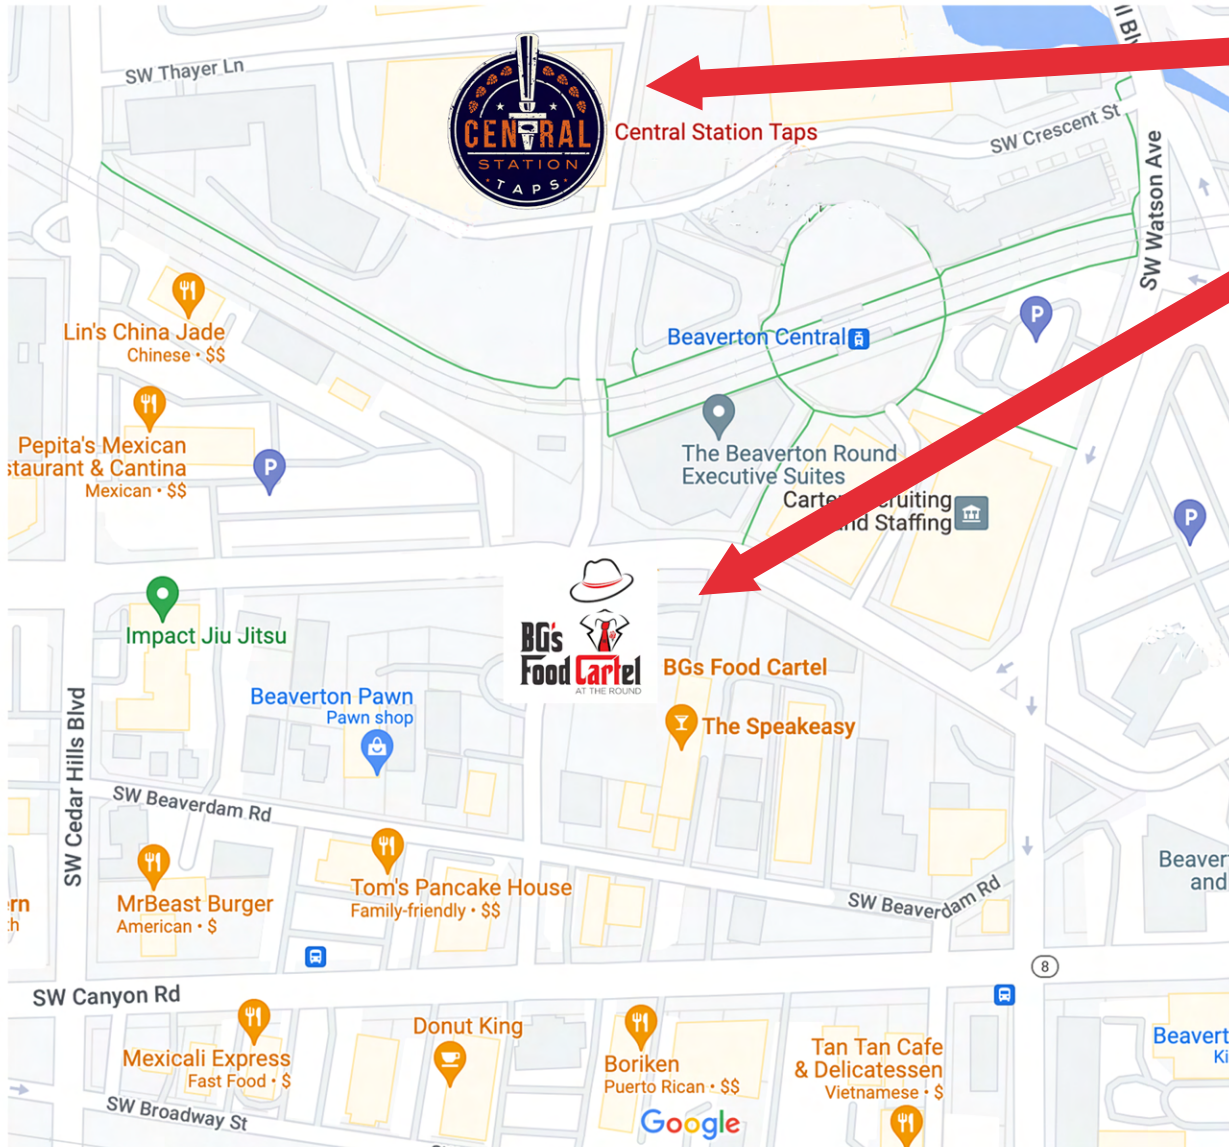 SW Thayer Ln
CENTRAL
STATION
TAPS
Central Station Taps
SW Crescent St
SW Watson Ave
Lin's China Jade
Chinese • $$
Beaverton Central
Pepita's Mexican
staurant & Cantina
Mexican • $$
P
P
P
The Beaverton Round
Executive Suites
Carter
ruiting
nd Staffing
Impact Jiu Jitsu
BG's
Food Cartel
AT THE ROUND
BGs Food Cartel
The Speakeasy
Beaverton Pawn
Pawn shop
SW Cedar Hills Blvd
SW Beaverdam Rd
Tom's Pancake House
Family-friendly • $$
MrBeast Burger
American • $
SW Beaverdam Rd
Beaver
and
rn
h
8
SW Canyon Rd
Mexicali Express
Fast Food • $
Donut King
Boriken
Puerto Rican • $$
Tan Tan Cafe
& Delicatessen
Vietnamese • $
Beavert
Ki
SW Broadway St
Google